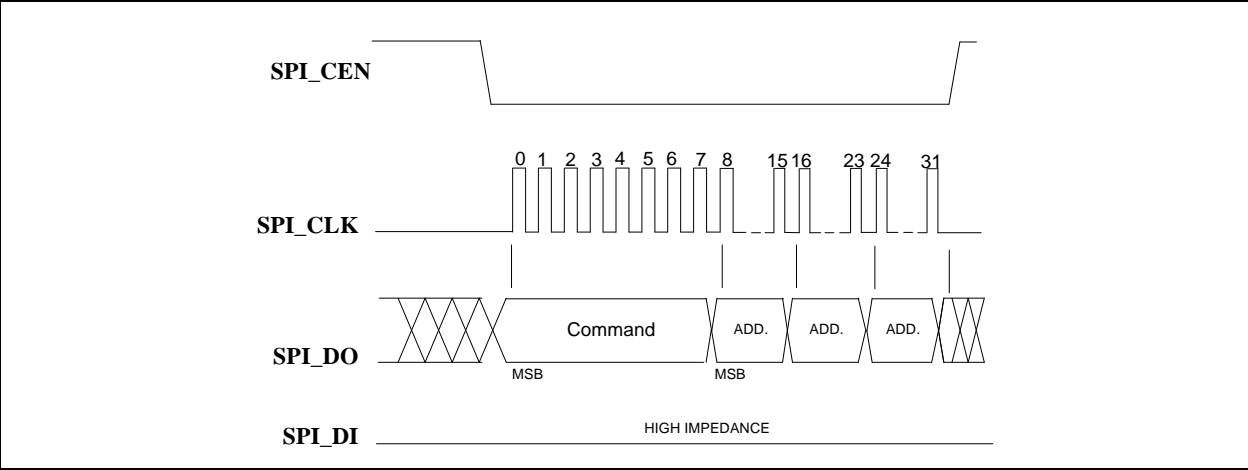 SPI_CEN
0 1 2 3 4 5 6 7 8 15 16 23 24 31
SPI_CLK
Command ADD. ADD. ADD.
SPI_DO
MSB MSB
HIGH IMPEDANCE
SPI_DI